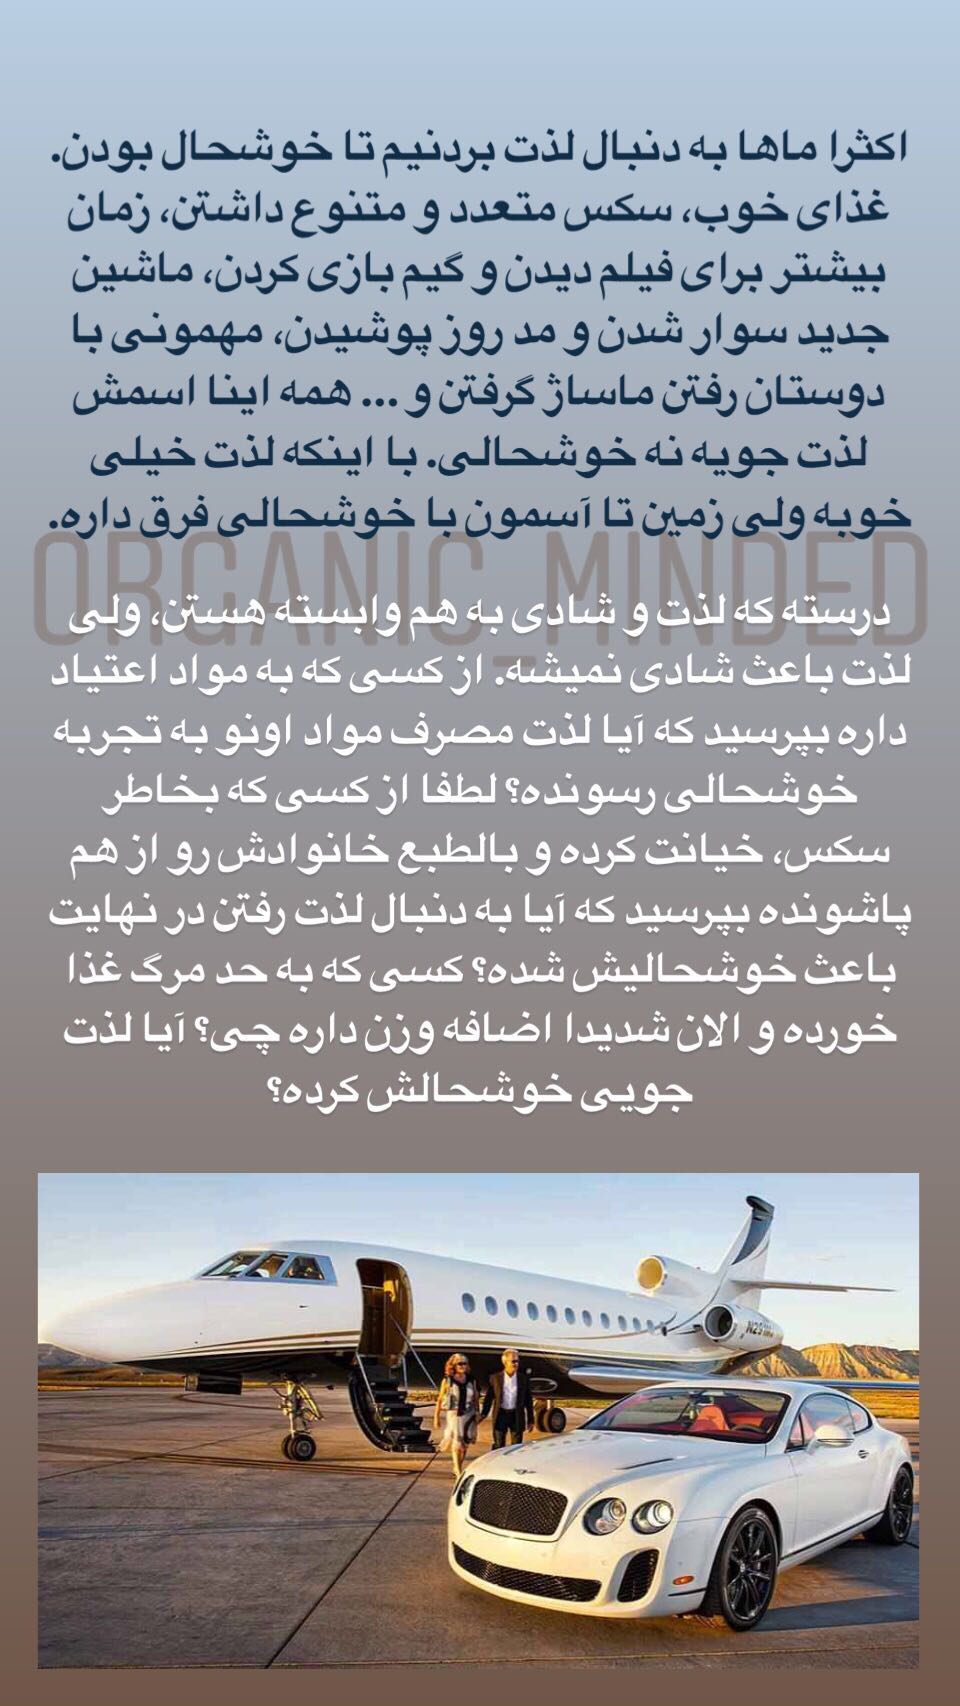 اکثرا ماها به دنبال لذت بردنیم تا خوشحال بودن.
غذای خوب، سکس متعدد و متنوع داشتن، زمان
بیشتر برای فیلم دیدن و گیم بازی کردن، ماشین
جدید سوار شدن و مد روز پوشیدن، مهمونی با
دوستان رفتن ماساژ گرفتن و ... همه اینا اسمش
لذت جویه نه خوشحالی. با اینکه لذت خیلی
خوبه ولی زمین تا آسمون با خوشحالی فرق داره.
ORGANIC_MINDED
درسته که لذت و شادی به هم وابسته هستن، ولی
لذت باعث شادی نمیشه. از کسی که به مواد اعتیاد
داره بپرسید که آیا لذت مصرف مواد اونو به تجربه
خوشحالی رسونده؟ لطفا از کسی که بخاطر
سکس، خیانت کرده و بالطبع خانوادش رو از هم
پاشونده بپرسید که آیا به دنبال لذت رفتن در نهایت
باعث خوشحالیش شده؟ کسی که به حد مرگ غذا
خورده و الان شدیدا اضافه وزن داره چی؟ آیا لذت
جویی خوشحالش کرده؟